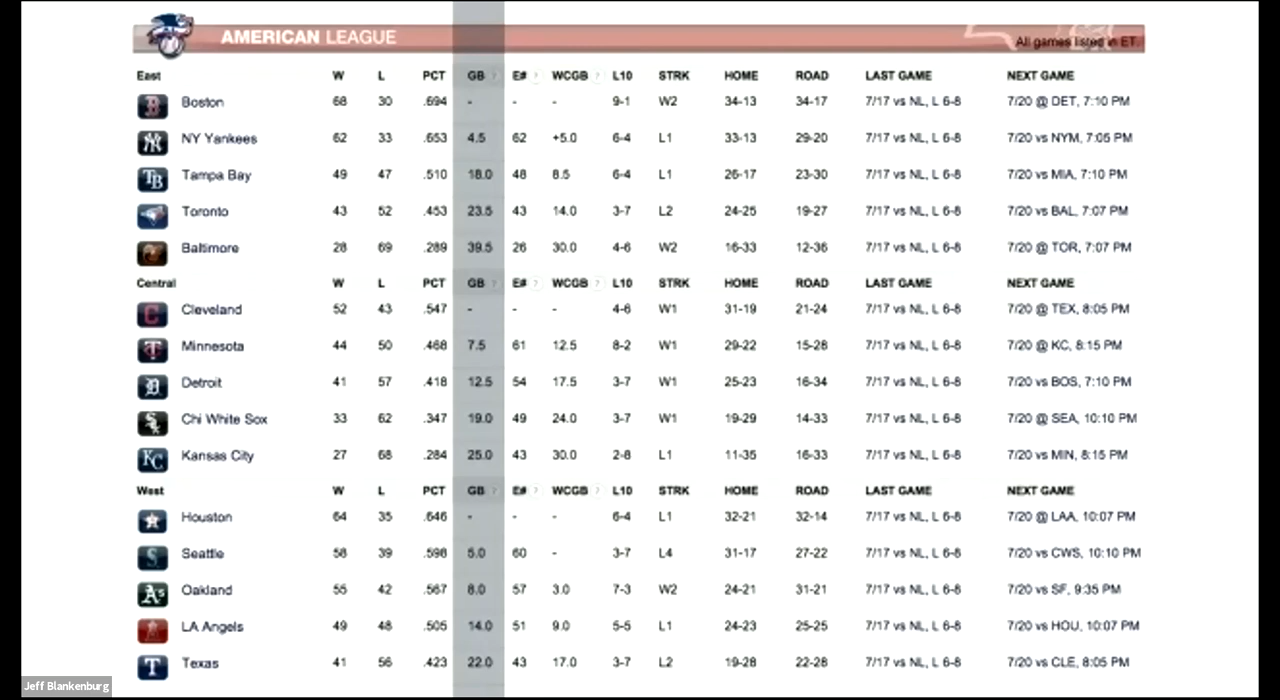 AMERICAN LEAGUE
All games listed in ET.
East W L PCT GB ? E# ? WCGB ? L10 STRK HOME ROAD LAST GAME NEXT GAME
Boston 68 30 .694 - - - 9-1 W2 34-13 34-17 7/17 vs NL, L 6-8 7/20 @ DET, 7:10 PM
NY Yankees 62 33 .653 4.5 62 +5.0 6-4 L1 33-13 29-20 7/17 vs NL, L 6-8 7/20 vs NYM, 7:05 PM
Tampa Bay 49 47 .510 18.0 48 8.5 6-4 L1 26-17 23-30 7/17 vs NL, L 6-8 7/20 vs MIA, 7:10 PM
Toronto 43 52 .453 23.5 43 14.0 3-7 L2 24-25 19-27 7/17 vs NL, L 6-8 7/20 vs BAL, 7:07 PM
Baltimore 28 69 .289 39.5 26 30.0 4-6 W2 16-33 12-36 7/17 vs NL, L 6-8 7/20 @ TOR, 7:07 PM
Central W L PCT GB ? E# ? WCGB ? L10 STRK HOME ROAD LAST GAME NEXT GAME
Cleveland 52 43 .547 - - - 4-6 W1 31-19 21-24 7/17 vs NL, L 6-8 7/20 @ TEX, 8:05 PM
Minnesota 44 50 .468 7.5 61 12.5 8-2 W1 29-22 15-28 7/17 vs NL, L 6-8 7/20 @ KC, 8:15 PM
Detroit 41 57 .418 12.5 54 17.5 3-7 W1 25-23 16-34 7/17 vs NL, L 6-8 7/20 vs BOS, 7:10 PM
Chi White Sox 33 62 .347 19.0 49 24.0 3-7 W1 19-29 14-33 7/17 vs NL, L 6-8 7/20 @ SEA, 10:10 PM
Kansas City 27 68 .284 25.0 43 30.0 2-8 L1 11-35 16-33 7/17 vs NL, L 6-8 7/20 vs MIN, 8:15 PM
West W L PCT GB ? E# ? WCGB ? L10 STRK HOME ROAD LAST GAME NEXT GAME
Houston 64 35 .646 - - - 6-4 L1 32-21 32-14 7/17 vs NL, L 6-8 7/20 @ LAA, 10:07 PM
Seattle 58 39 .598 5.0 60 - 3-7 L4 31-17 27-22 7/17 vs NL, L 6-8 7/20 vs CWS, 10:10 PM
Oakland 55 42 .567 8.0 57 3.0 7-3 W2 24-21 31-21 7/17 vs NL, L 6-8 7/20 vs SF, 9:35 PM
LA Angels 49 48 .505 14.0 51 9.0 5-5 L1 24-23 25-25 7/17 vs NL, L 6-8 7/20 vs HOU, 10:07 PM
Texas 41 56 .423 22.0 43 17.0 3-7 L2 19-28 22-28 7/17 vs NL, L 6-8 7/20 vs CLE, 8:05 PM
Jeff Blankenburg